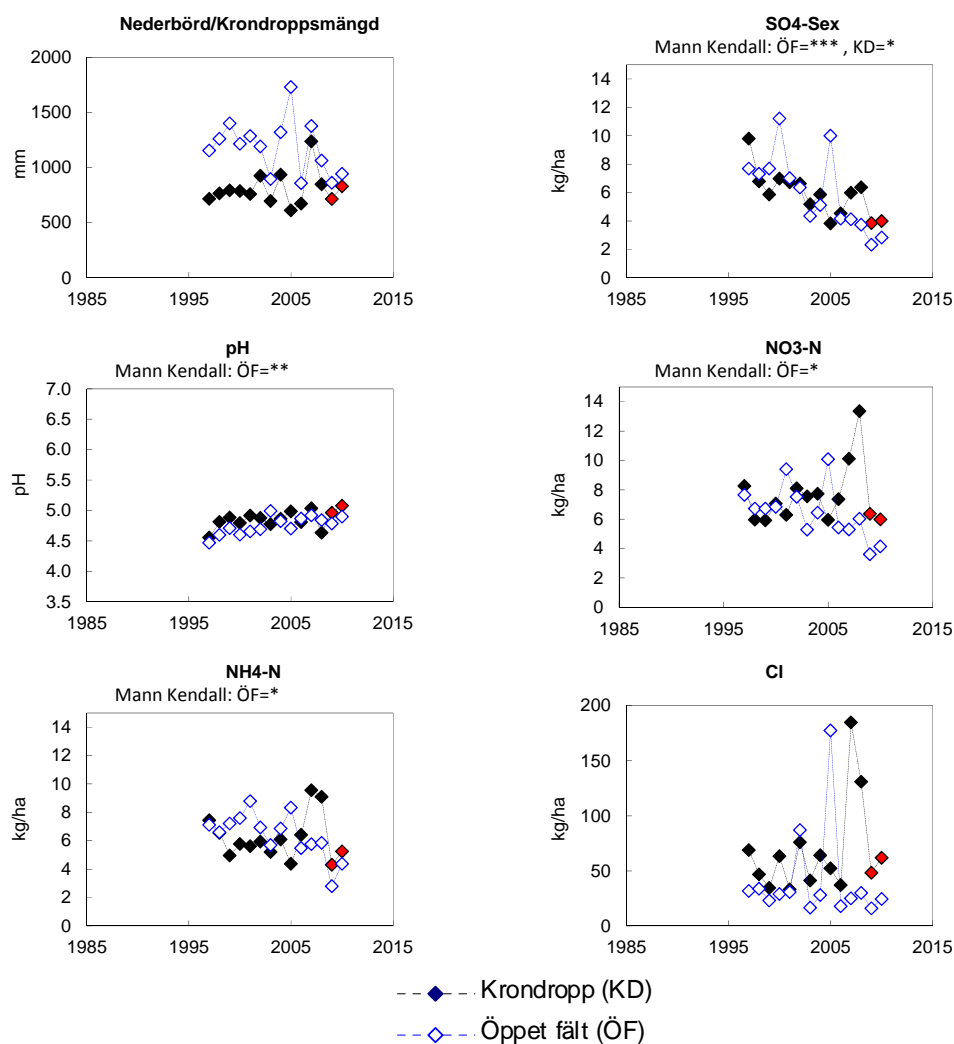 Nederbörd/Krondroppsmängd
2000
1500
1000
500
0
mm
1985 1995 2005 2015
SO4-Sex
Mann Kendall: ÖF=*** , KD=*
14
12
10
8
6
4
2
0
kg/ha
1985 1995 2005 2015
pH
Mann Kendall: ÖF=**
7.0
6.5
6.0
5.5
5.0
4.5
4.0
3.5
pH
1985 1995 2005 2015
NO3-N
Mann Kendall: ÖF=*
14
12
10
8
6
4
2
0
kg/ha
1985 1995 2005 2015
NH4-N
Mann Kendall: ÖF=*
14
12
10
8
6
4
2
0
kg/ha
1985 1995 2005 2015
Cl
200
150
100
50
0
kg/ha
1985 1995 2005 2015
Krondropp (KD)
Öppet fält (ÖF)